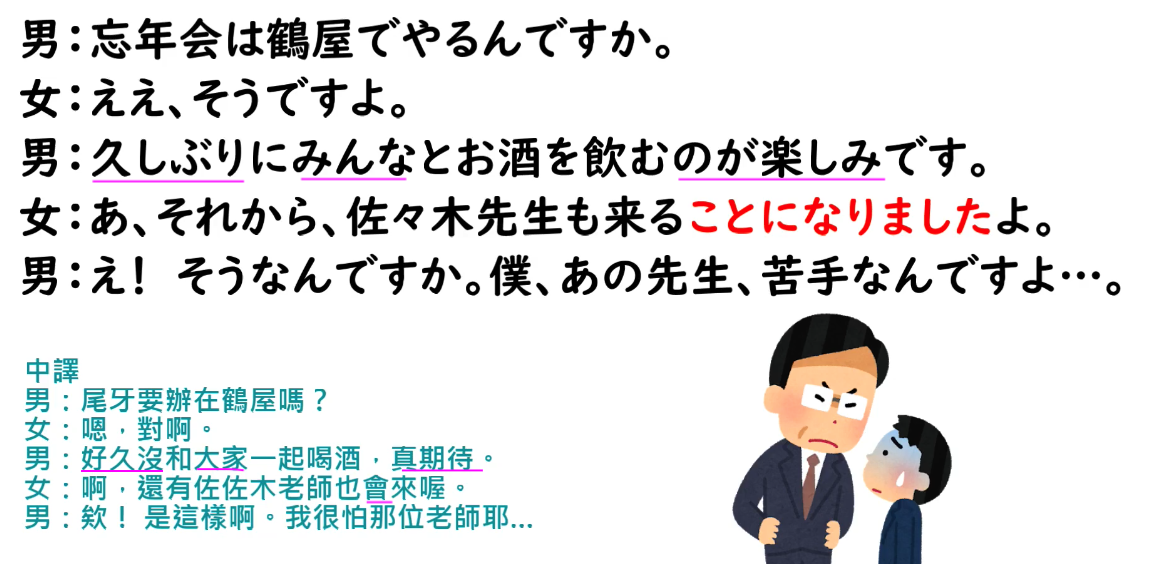 男：忘年会は鶴屋でやるんですか。
女：ええ、そうですよ。
男：久しぶりにみんなとお酒を飲むのが楽しみです。
女：あ、それから、佐々木先生も来ることになりましたよ。
男：え！ そうなんですか。僕、あの先生、苦手なんですよ…。
中譯
男：尾牙要辦在鶴屋嗎？
女：嗯，對啊。
男：好久沒和大家一起喝酒，真期待。
女：啊，還有佐佐木老師也會來喔。
男：欸！ 是這樣啊。我很怕那位老師耶...